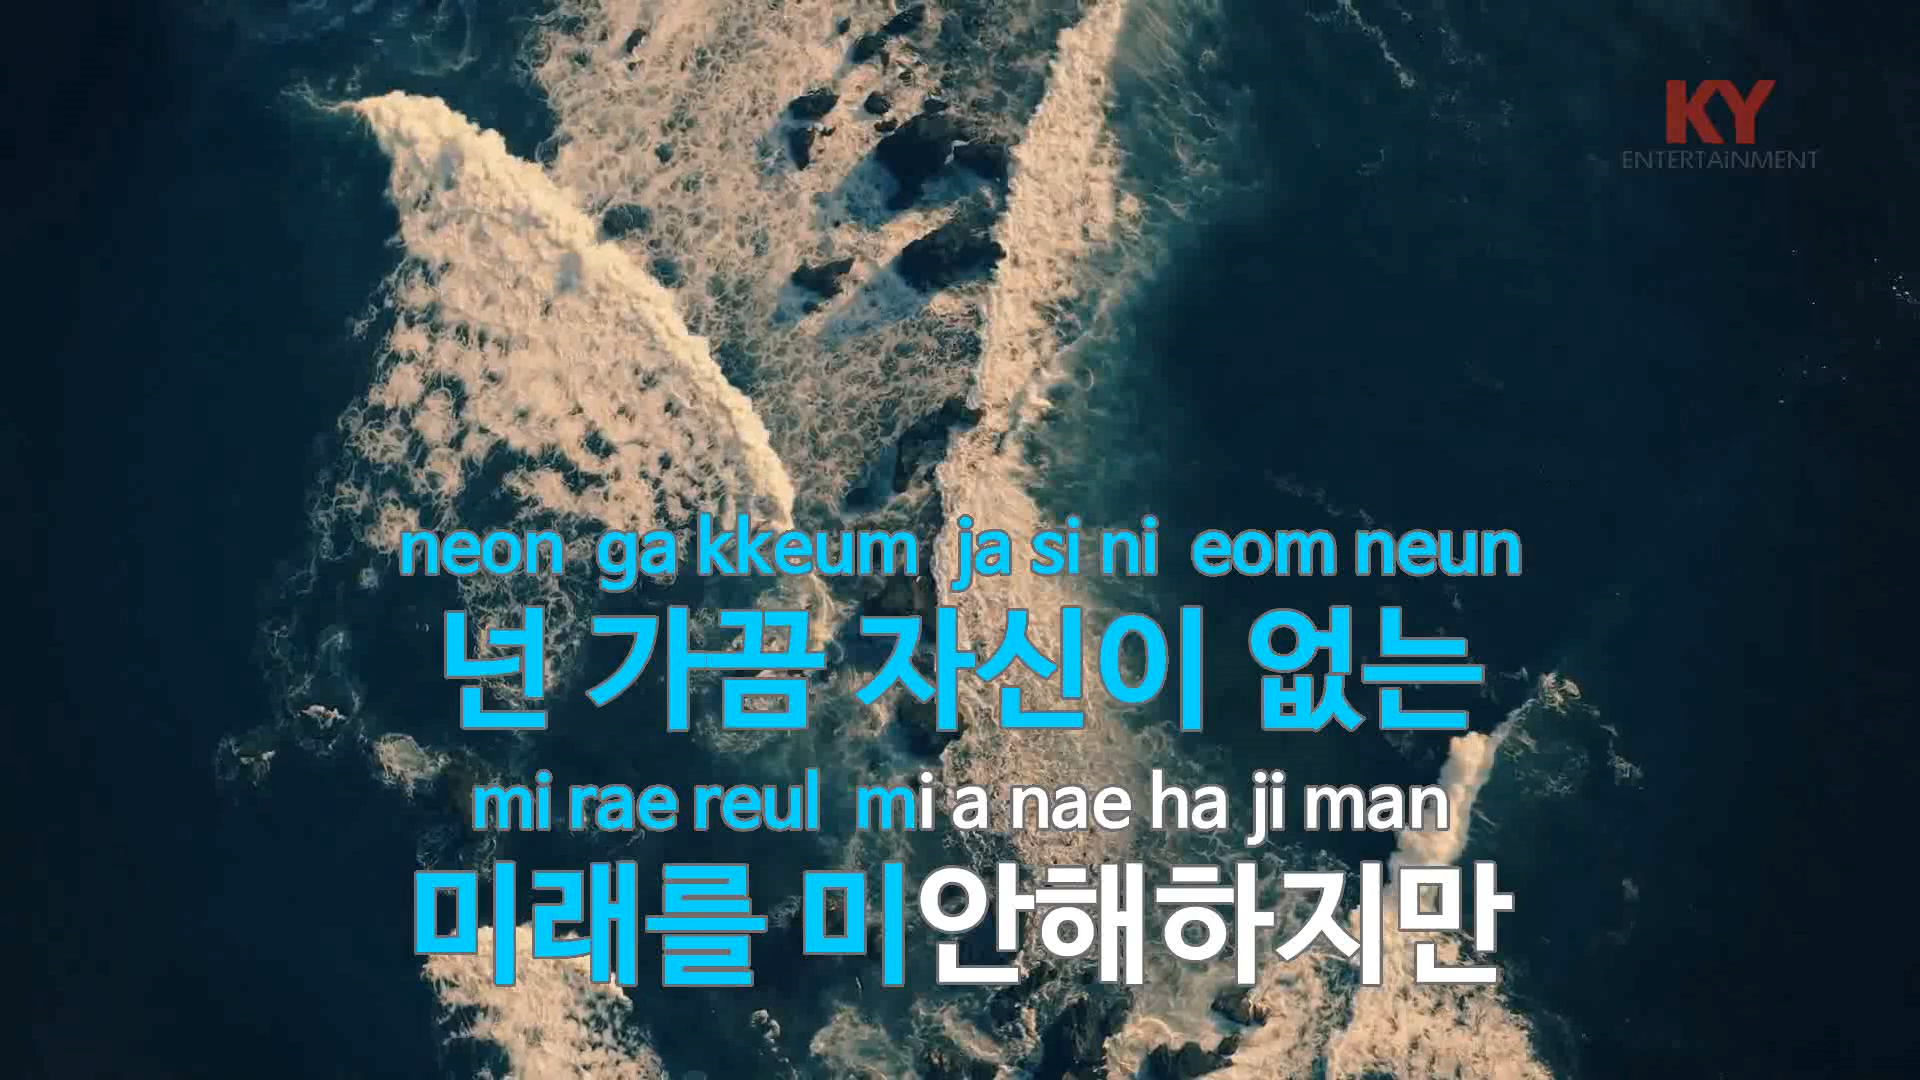 KY
ENTERTAiNMENT
neon ga kkeum ja si ni eom neun
넌 가끔 자신이 없는
mi rae reul mi a nae ha ji man
미래를 미안해하지만